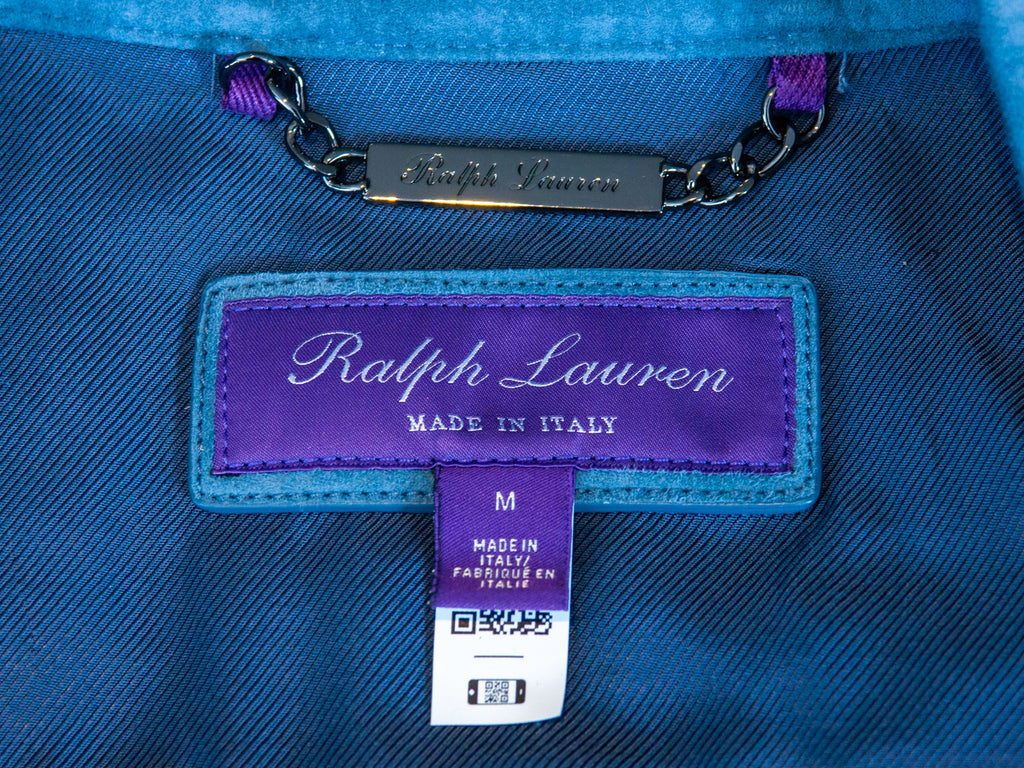 Ralph Lauren
Ralph Lauren
MADE IN ITALY
M
MADE IN
ITALY/
FABRIQUÉ EN
ITALIE